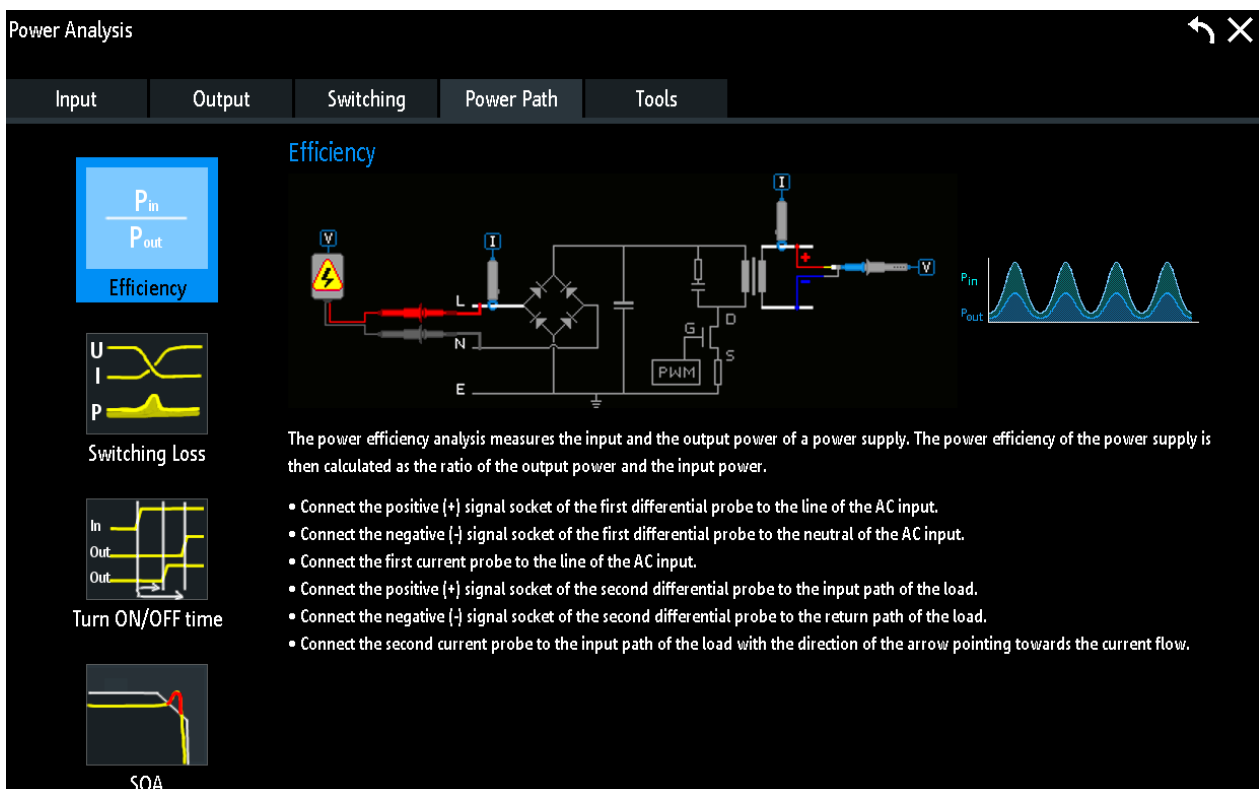 Power Analysis
Input Output Switching Power Path Tools
Efficiency
Pin
Pout
Efficiency
U
I
P
Switching Loss
In
Out
Out
Turn ON/OFF time
SOA
V
I
L
N
E
I
+
-
V
G
D
S
PWM
Pin
Pout
The power efficiency analysis measures the input and the output power of a power supply. The power efficiency of the power supply is
then calculated as the ratio of the output power and the input power.
• Connect the positive (+) signal socket of the first differential probe to the line of the AC input.
• Connect the negative (-) signal socket of the first differential probe to the neutral of the AC input.
• Connect the first current probe to the line of the AC input.
• Connect the positive (+) signal socket of the second differential probe to the input path of the load.
• Connect the negative (-) signal socket of the second differential probe to the return path of the load.
• Connect the second current probe to the input path of the load with the direction of the arrow pointing towards the current flow.